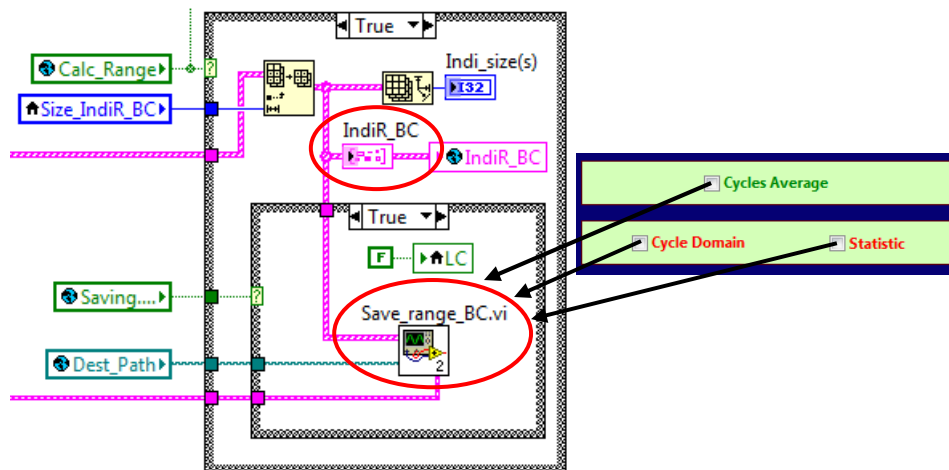 True
Calc_Range
?
Indi_size(s)
I32
Size_IndiR_BC
IndiR_BC
IndiR_BC
Cycles Average
True
Cycle Domain
Statistic
F
LC
Saving....
?
Save_range_BC.vi
2
Dest_Path